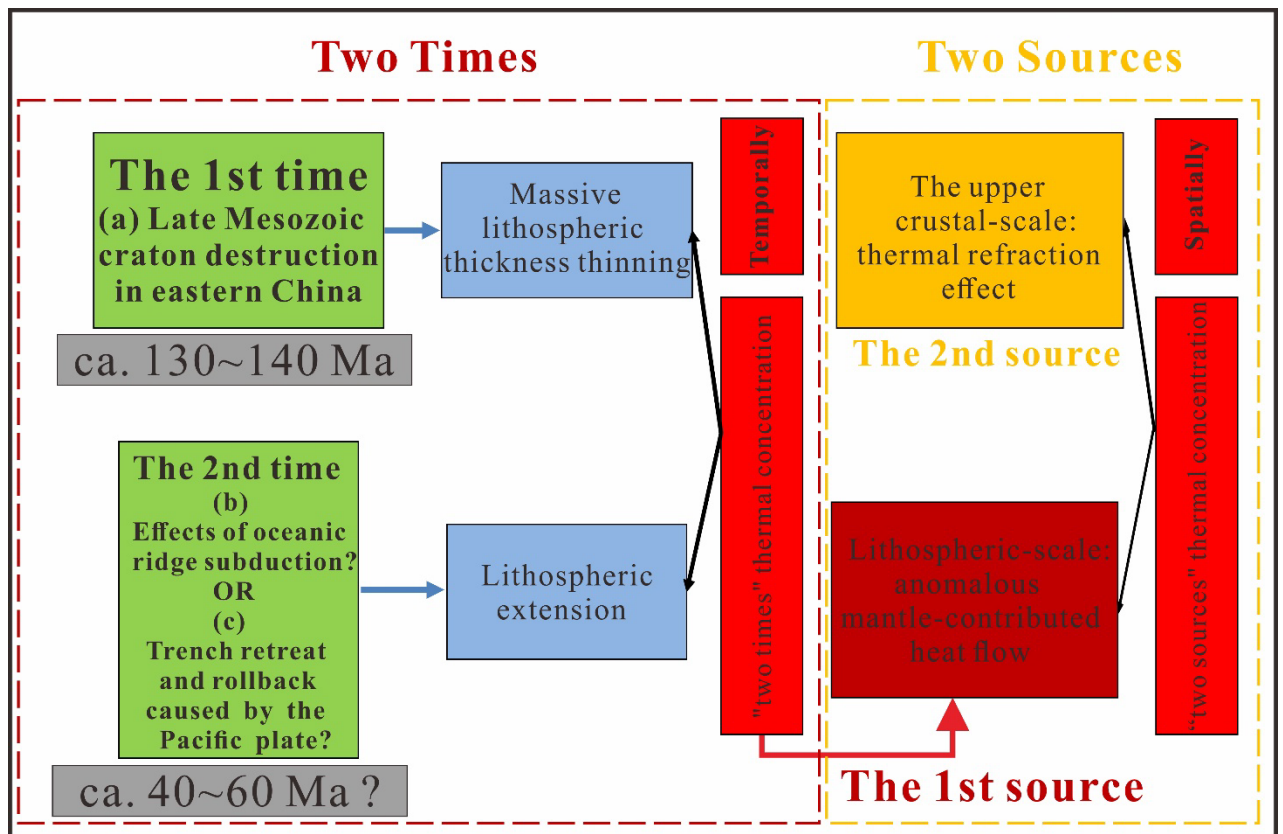 Two Times
The 1st time
(a) Late Mesozoic
craton destruction
in eastern China
ca. 130~140 Ma
Massive
lithospheric
thickness thinning
The 2nd time
(b)
Effects of oceanic
ridge subduction?
OR
(c)
Trench retreat
and rollback
caused by the
Pacific plate?
ca. 40~60 Ma ?
Lithospheric
extension
Temporally
"two times" thermal concentration
Two Sources
The upper
crustal-scale:
thermal refraction
effect
The 2nd source
Lithospheric-scale:
anomalous
mantle-contributed
heat flow
The 1st source
Spatially
“two sources" thermal concentration